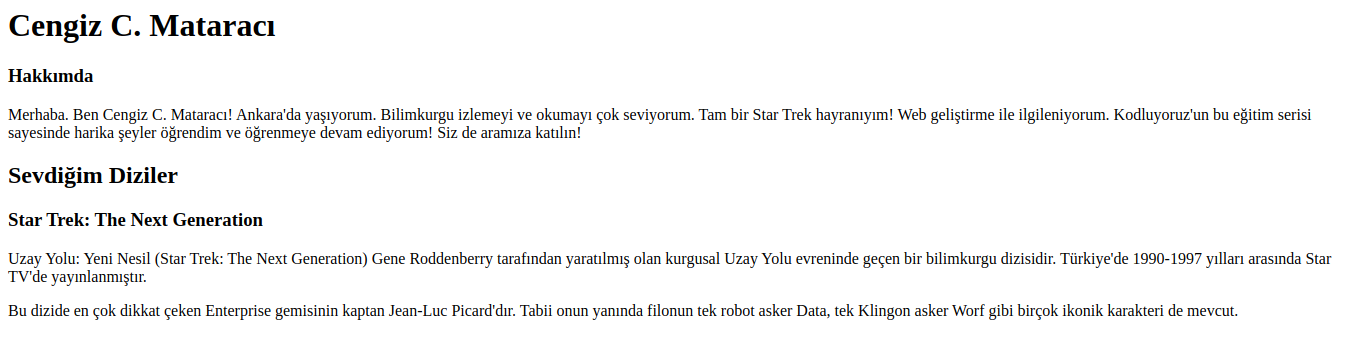 Cengiz C. Mataracı
Hakkımda
Merhaba. Ben Cengiz C. Mataracı! Ankara'da yaşıyorum. Bilimkurgu izlemeyi ve okumayı çok seviyorum. Tam bir Star Trek hayranıyım! Web geliştirme ile ilgileniyorum. Kodluyoruz'un bu eğitim serisi
sayesinde harika şeyler öğrendim ve öğrenmeye devam ediyorum! Siz de aramıza katılın!
Sevdiğim Diziler
Star Trek: The Next Generation
Uzay Yolu: Yeni Nesil (Star Trek: The Next Generation) Gene Roddenberry tarafından yaratılmış olan kurgusal Uzay Yolu evreninde geçen bir bilimkurgu dizisidir. Türkiye'de 1990-1997 yılları arasında Star
TV'de yayınlanmıştır.
Bu dizide en çok dikkat çeken Enterprise gemisinin kaptan Jean-Luc Picard'dır. Tabii onun yanında filonun tek robot asker Data, tek Klingon asker Worf gibi birçok ikonik karakteri de mevcut.